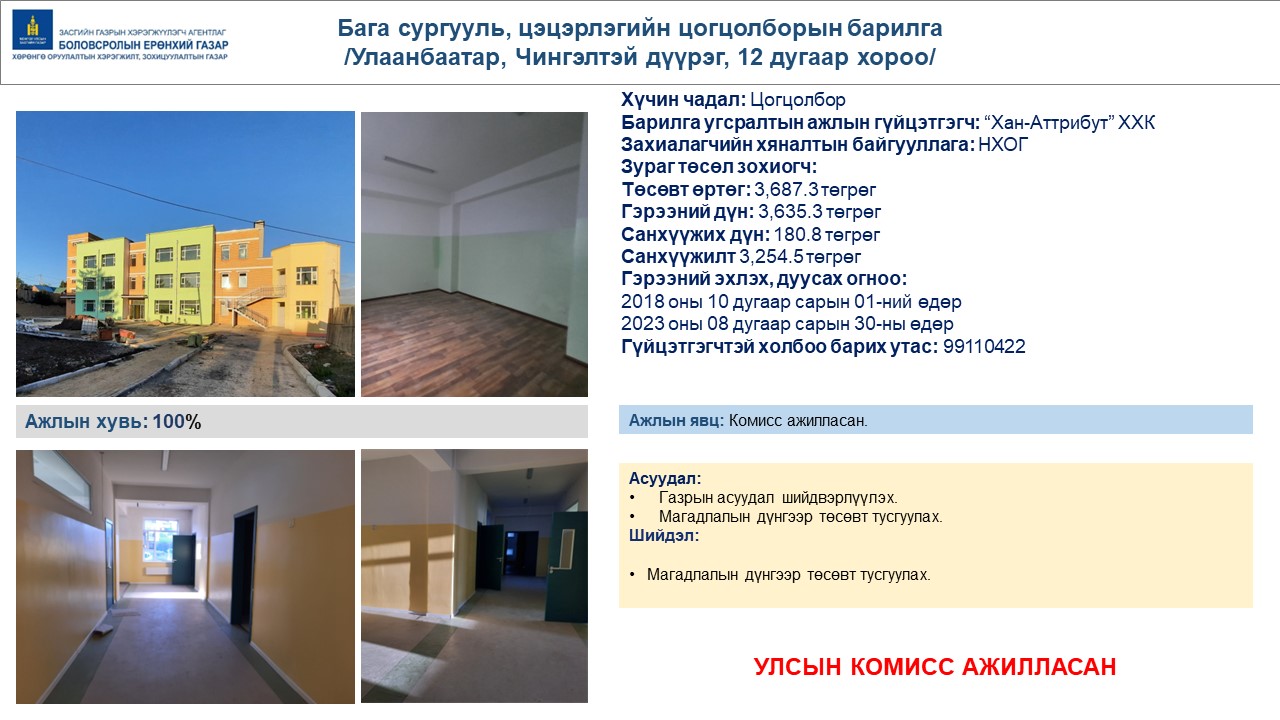 ЗАСГИЙН ГАЗРЫН ХЭРЭГЖҮҮЛЭГЧ АГЕНТЛАГ
БОЛОВСРОЛЫН ЕРӨНХИЙ ГАЗАР
ХӨРӨНГӨ ОРУУЛАЛТЫН ХЭРЭГЖИЛТ, ЗОХИЦУУЛАЛТЫН ГАЗАР
Бага сургууль, цэцэрлэгийн цогцолборын барилга
/Улаанбаатар, Чингэлтэй дүүрэг, 12 дугаар хороо/
Хүчин чадал: Цогцолбор
Барилга угсралтын ажлын гүйцэтгэгч: “Хан-Аттрибут” ХХК
Захиалагчийн хяналтын байгууллага: НХОГ
Зураг төсөл зохиогч:
Төсөвт өртөг: 3,687.3 төгрөг
Гэрээний дүн: 3,635.3 төгрөг
Санхүүжих дүн: 180.8 төгрөг
Санхүүжилт 3,254.5 төгрөг
Гэрээний эхлэх, дуусах огноо:
2018 оны 10 дугаар сарын 01-ний өдөр
2023 оны 08 дугаар сарын 30-ны өдөр
Гүйцэтгэгчтэй холбоо барих утас: 99110422
Ажлын хувь: 100%
Ажлын явц: Комисс ажилласан.
Асуудал:
• Газрын асуудал шийдвэрлүүлэх.
• Магадлалын дүнгээр төсөвт тусгуулах.
Шийдэл:
• Магадлалын дүнгээр төсөвт тусгуулах.
УЛСЫН КОМИСС АЖИЛЛАСАН